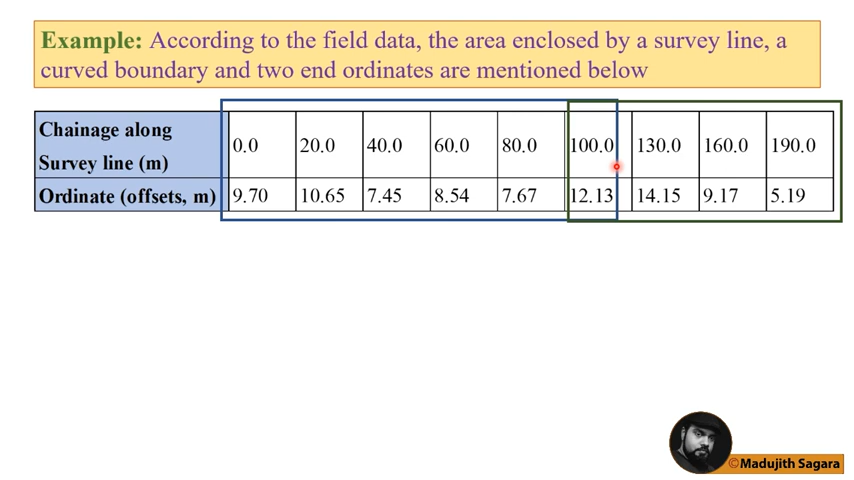 Example: According to the field data, the area enclosed by a survey line, a
curved boundary and two end ordinates are mentioned below
Chainage along
Survey line (m) 0.0 20.0 40.0 60.0 80.0 100.0 130.0 160.0 190.0
Ordinate (offsets, m) 9.70 10.65 7.45 8.54 7.67 12.13 14.15 9.17 5.19
©Madujith Sagara